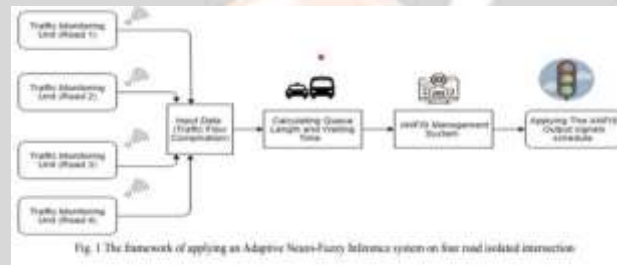 Traffic Monitoring
Unit (Road 1)
Traffic Monitoring
Unit (Road 2)
Traffic Monitoring
Unit (Road 3)
Traffic Monitoring
Unit (Road 4)
Input Data
(Traffic Flow
Calculating Queue
Length and Waiting
Time
ANFIS Management
System
Applying The ANFIS
Output signals
schedule
Fig. 1 The framework of applying an Adaptive Neuro-Fuzzy Inference system on four road isolated intersection